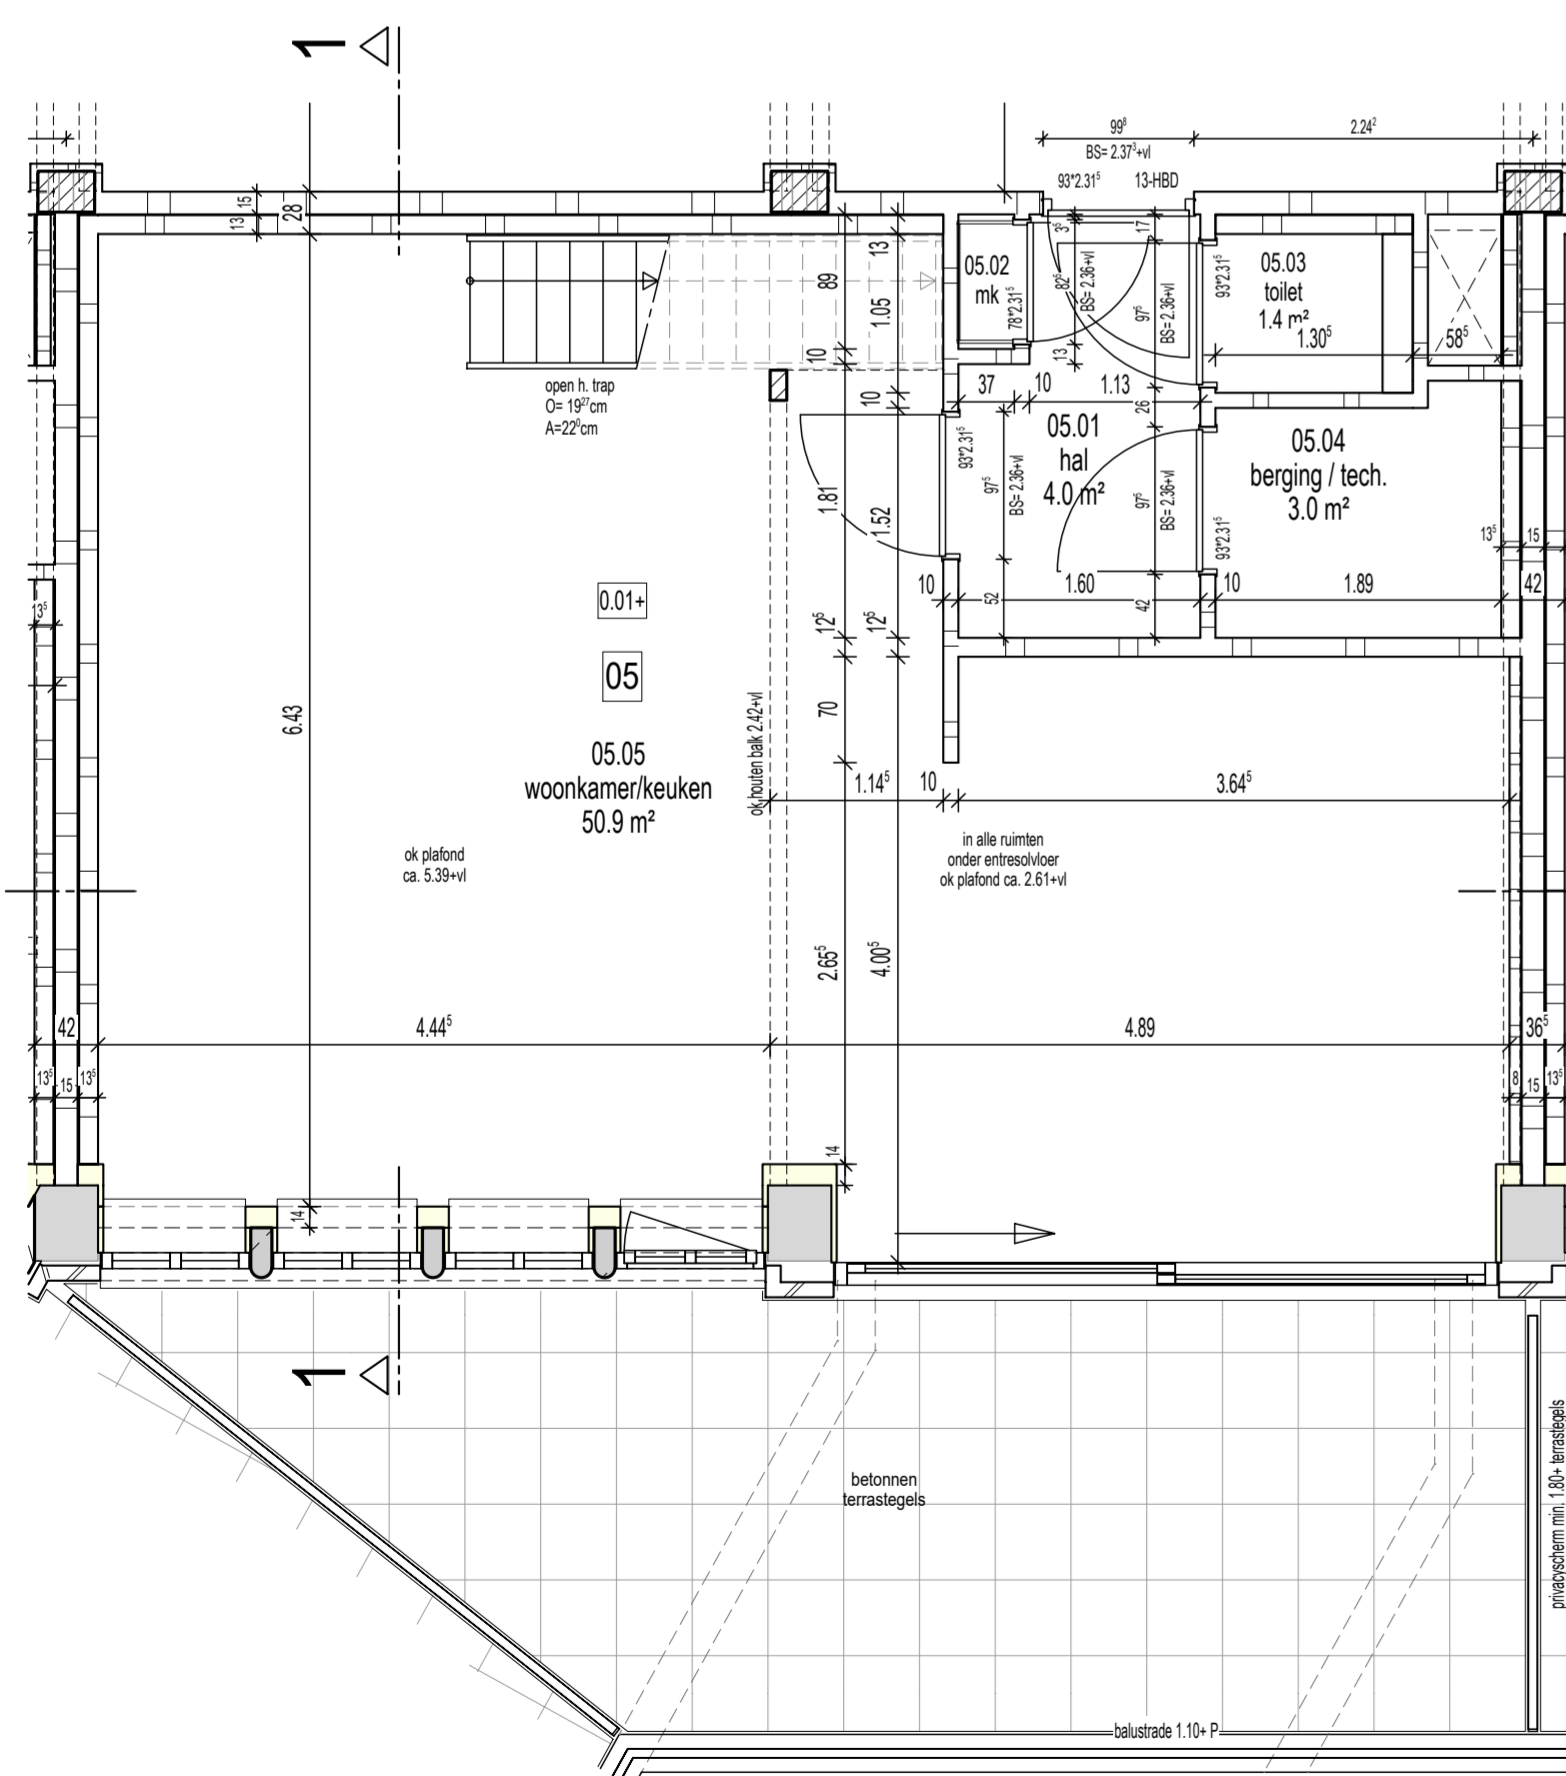 1
99⁸
2.24²
BS= 2.37³+vl
93*2.31⁵
13-HBD
15
13
28
13
89
1.05
10
10
05.02
mk
78*2.31⁵
3⁵
82⁵
BS= 2.36+vl
13
17
97⁵
BS= 2.36+vl
93*2.31⁵
05.03
toilet
1.4 m²
1.30⁵
58⁵
open h. trap
O= 19²⁷cm
A=22⁰cm
37
10
1.13
26
05.01
hal
4.0 m²
93*2.31⁵
97⁵
BS= 2.36+vl
97⁵
BS= 2.36+vl
93*2.31⁵
05.04
berging / tech.
3.0 m²
1.81
1.52
13⁵
15
10
52
1.60
42
10
1.89
42
13⁵
0.01+
12⁵
12⁵
05
6.43
70
ok houten balk 2.42+vl
05.05
woonkamer/keuken
50.9 m²
1.14⁵
10
3.64⁵
ok plafond
ca. 5.39+vl
in alle ruimten
onder entresolvloer
ok plafond ca. 2.61+vl
2.65⁵
4.00⁵
42
4.44⁵
4.89
36⁵
13⁵
15
13⁵
8
15
13⁵
14
14
1
betonnen
terrastegels
privacyscherm min. 1.80+ terrastegels
balustrade 1.10+ P